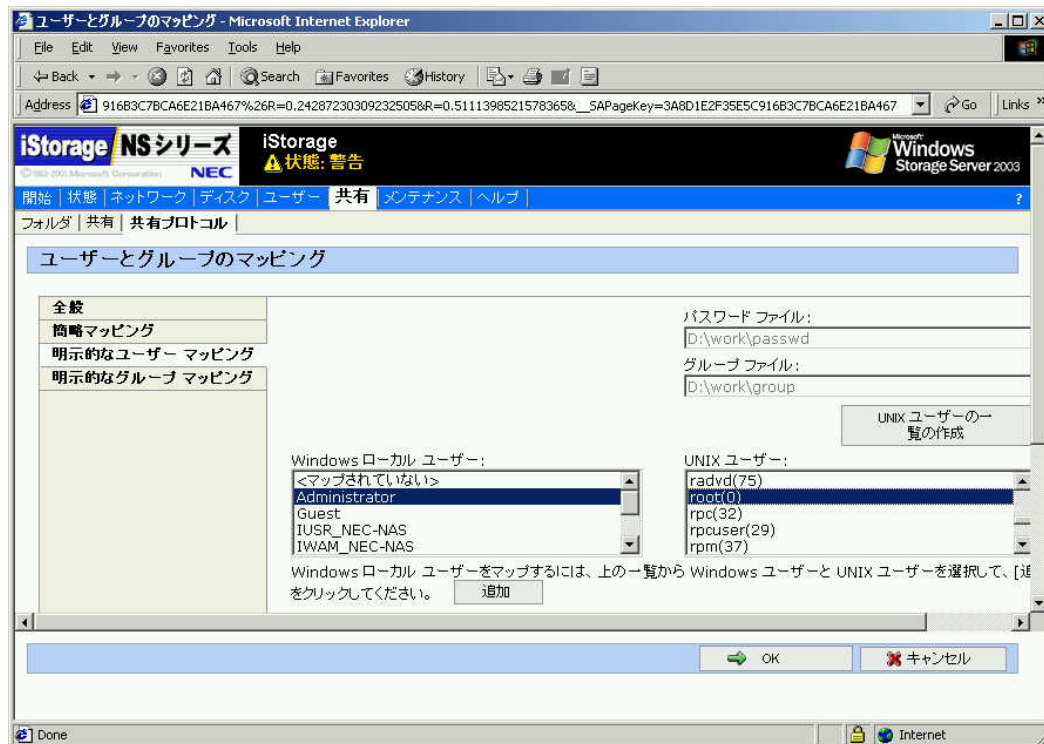 ユーザーとグループのマッピング - Microsoft Internet Explorer
File Edit View Favorites Tools Help
Back Search Favorites History
Address 916B3C7BCA6E21BA467%26R=0.24287230309232505&R=0.51113985215783658&__SAPageKey=3A8D1E2F35E5C916B3C7BCA6E21BA467 Go Links »
iStorage NSシリーズ
NEC
iStorage
状態: 警告
Microsoft
Windows
Storage Server 2003
開始 | 状態 | ネットワーク | ディスク | ユーザー | 共有 | メンテナンス | ヘルプ | ?
フォルダ | 共有 | 共有プロトコル |
ユーザーとグループのマッピング
全般
簡略マッピング
明示的なユーザー マッピング
明示的なグループ マッピング
パスワード ファイル:
D:\work\passwd
グループ ファイル:
D:\work\group
UNIX ユーザーの一
覧の作成
Windows ローカル ユーザー:
<マップされていない>
Administrator
Guest
IUSR_NEC-NAS
IWAM_NEC-NAS
UNIX ユーザー:
radvd(75)
root(0)
rpc(32)
rpcuser(29)
rpm(37)
Windows ローカル ユーザーをマップするには、上の一覧から Windows ユーザーと UNIX ユーザーを選択して、[追
をクリックしてください。 追加
OK キャンセル
Done Internet